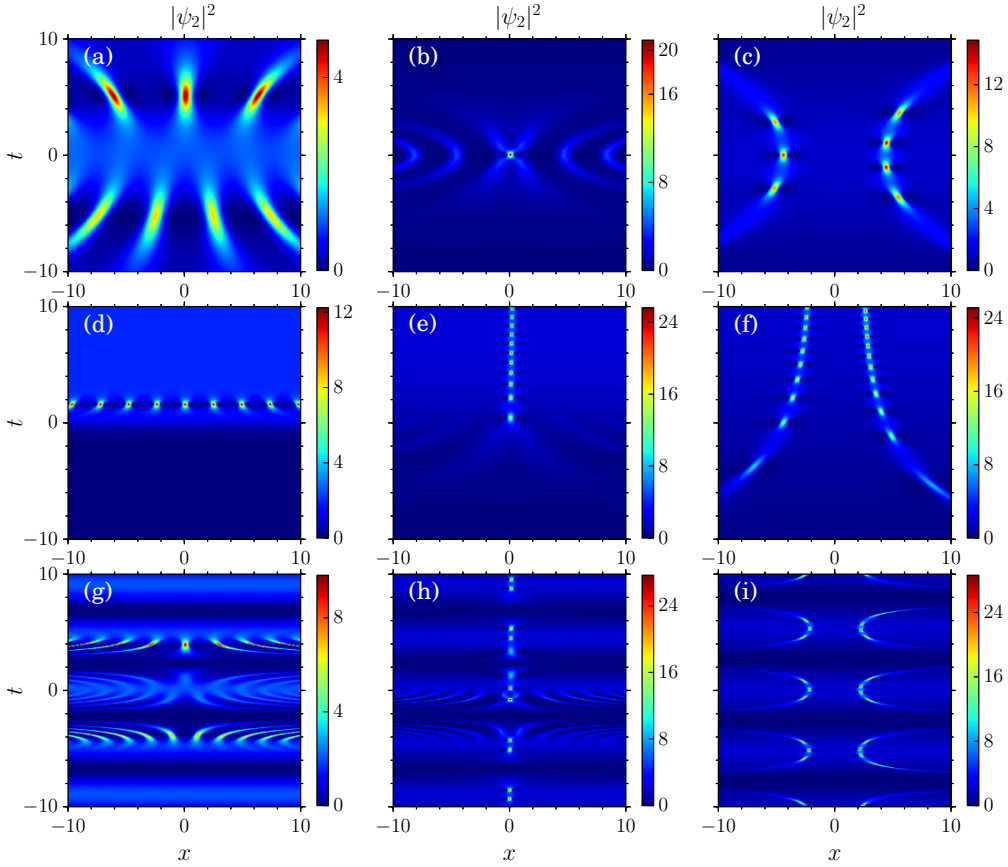 |ψ₂|² |ψ₂|² |ψ₂|²
10 (a) 4 (b) 20 (c)
t 0 16 12
−10 0 12 8
8 4
4
0 0
−10 0 10 −10 0 10 −10 0 10
10 (d) 12 (e) 24 (f) 24
t 0 8 16 16
−10 4 8 8
0 0 0
−10 0 10 −10 0 10 −10 0 10
10 (g) 8 (h) 24 (i) 24
t 0 4 16 16
−10 0 8 8
0 0
−10 0 10 −10 0 10 −10 0 10
x x x